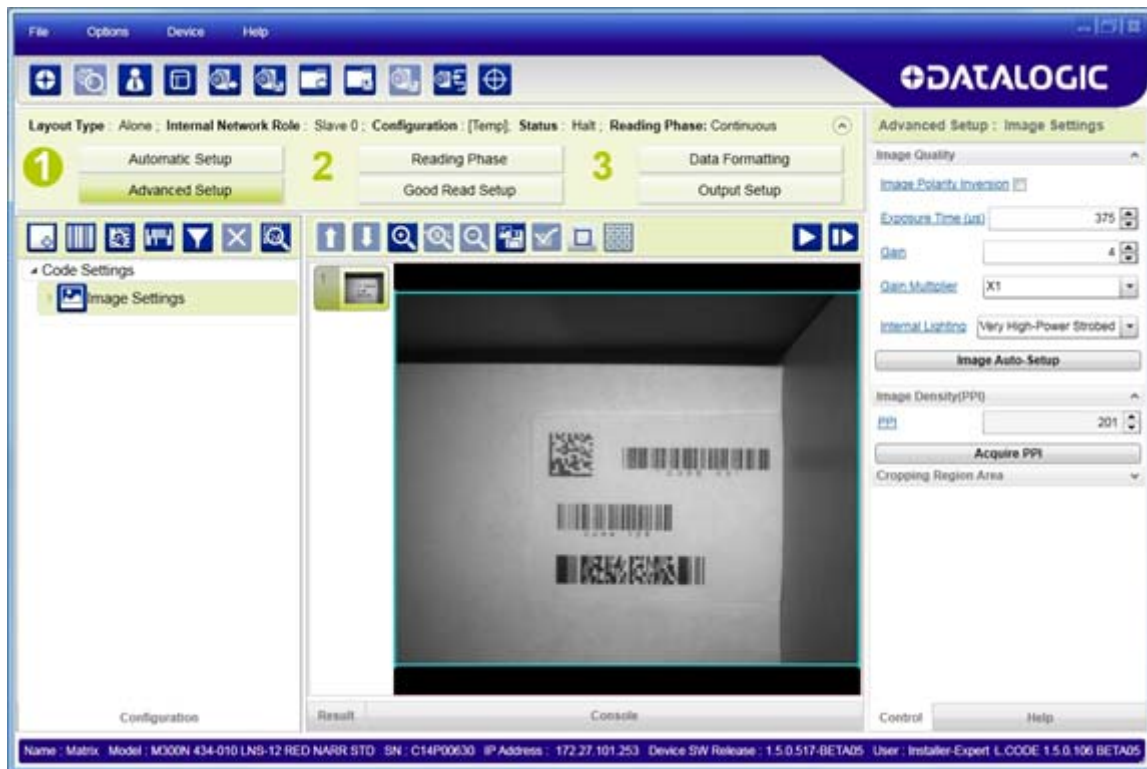 File Options Device Help
DATALOGIC
Layout Type : Alone ; Internal Network Role : Slave 0 ; Configuration : [Temp]; Status : Halt ; Reading Phase: Continuous
1 Automatic Setup 2 Reading Phase 3 Data Formatting
Advanced Setup Good Read Setup Output Setup
Code Settings
Image Settings
1
Advanced Setup : Image Settings
Image Quality
Image Polarity Inversion
Exposure Time (us) 375
Gain 4
Gain Multiplier X1
Internal Lighting Very High-Power Strobed
Image Auto-Setup
Image Density(PPI)
PPI 201
Acquire PPI
Cropping Region Area
Configuration Result Console Control Help
Name : Matrix Model : M300N 434-010 LNS-12 RED NARR STD SN : C14P00630 IP Address : 172.27.101.253 Device SW Release : 1.5.0.517-BETA05 User : Installer-Expert L.CODE 1.5.0.106 BETA05